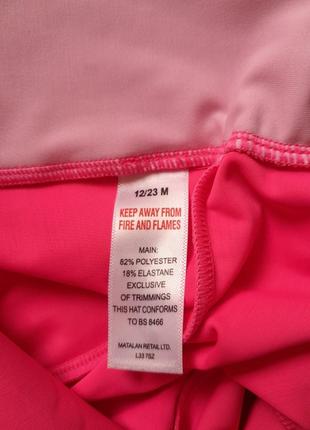 12/23 M
KEEP AWAY FROM
FIRE AND FLAMES
MAIN:
82% POLYESTER
18% ELASTANE
EXCLUSIVE
OF TRIMMINGS
THIS HAT CONFORMS
TO BS 8466
MATALAN RETAIL LTD.
L33 7SZ